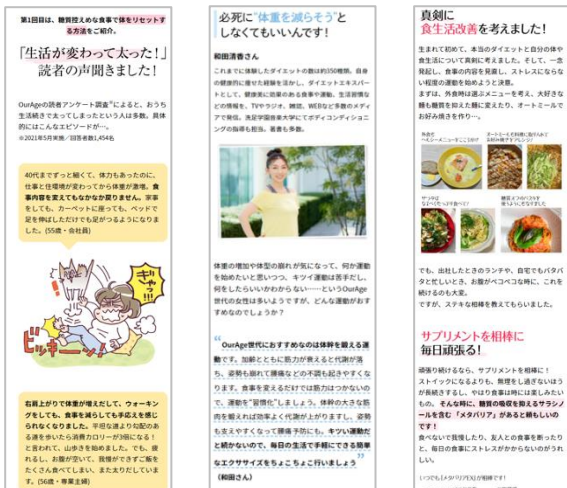 第1回目は、糖質控えめな食事で体をリセットす
る方法をご紹介。
「生活が変わって太った!」
読者の声聞きました!
OurAgeの読者アンケート調査※によると、おうち
生活続きで太ってしまったという人は多数。具体
的にはこんなエピソードが…。
※2021年5月実施／回答者数1,454名
40代までずっと細くて、体力もあったのに、
仕事と住環境が変わってから体重が激増。食
事内容を変えてもなかなか戻りません。家事
をしても、カーペットに座っても、ベッドで
足を伸ばしただけでも足がつるようになりま
した。(55歳・会社員)
ギャッ!!!
ビッキーーン!
右肩上がりで体重が増えだして、ウォーキン
グをしても、食事を減らしても手応えを感じ
られなくなりました。平坦な道より勾配のあ
る道を歩いたら消費カロリーが3倍になる!
と言われて、山歩きを始めました。でも、疲
れるし、お腹が空いて、我慢ができずご飯を
たくさん食べてしまい、また太りだしていま
す。(56歳・専業主婦)
必死に“体重を減らそう”と
しなくてもいいんです!
和田清香さん
これまでに体験したダイエットの数は約350種類。自身
の健康的に痩せた経験を活かし、ダイエットエキスパー
トとして、健康美に効果のある食事や運動、生活習慣な
どの情報を、TVやラジオ、雑誌、WEBなど多数のメディ
アで発信。洗足学園音楽大学にてボディコンディショニ
ングの指導も担当。著書も多数。
体重の増加や体型の崩れが気になって、何か運動
を始めたいと思いつつ、キツイ運動は苦手だし、
何をしたらいいかわからない……というOurAge
世代の女性は多いようですが、どんな運動がおす
すめなのでしょうか?
“OurAge世代におすすめなのは体幹を鍛える運
動です。加齢とともに筋力が衰えると代謝が落
ち、姿勢も崩れて腰痛などの不調も起きやすくな
ります。食事を変えるだけでは筋力はつかないの
で、運動を“習慣化”しましょう。体幹の大きな筋
肉を鍛えれば効率よく代謝が上がりますし、姿勢
も支えやすくなって腰痛予防にも。キツい運動だ
と続かないので、毎日の生活で手軽にできる簡単
なエクササイズをちょこちょこ行いましょう”
(和田さん)
真剣に
食生活改善を考えました!
生まれて初めて、本当のダイエットと自分の体や
食生活について真剣に考えました。そして、一念
発起し、食事の内容を見直し、ストレスにならな
い程度の運動を始めようと決意。
まずは、外食時は選ぶメニューを考え、大好きな
麺も糖質を抑えた麺に変えたり、オートミールで
お好み焼きを作り…。
でも、出社したときのランチや、自宅でもバタバ
タと忙しいとき、お腹がペコペコな時に、これを
続けるのも大変。
ですが、ステキな相棒を教えてもらいました。
サプリメントを相棒に
毎日頑張る!
頑張り続けるなら、サプリメントを相棒に!
ストイックになるよりも、無理をし過ぎないほう
が長続きするし、やはり食事は時には楽しみたい
もの。そんな時に、糖質の吸収を抑えるサラシノ
ールを含む「メタバリア」があると頼もしいの
です!
食べないで我慢したり、友人との食事を断ったり
と、毎日の食事にストレスがかからないのがうれ
しい。
いつでも「メタバリアEX」が相棒です!